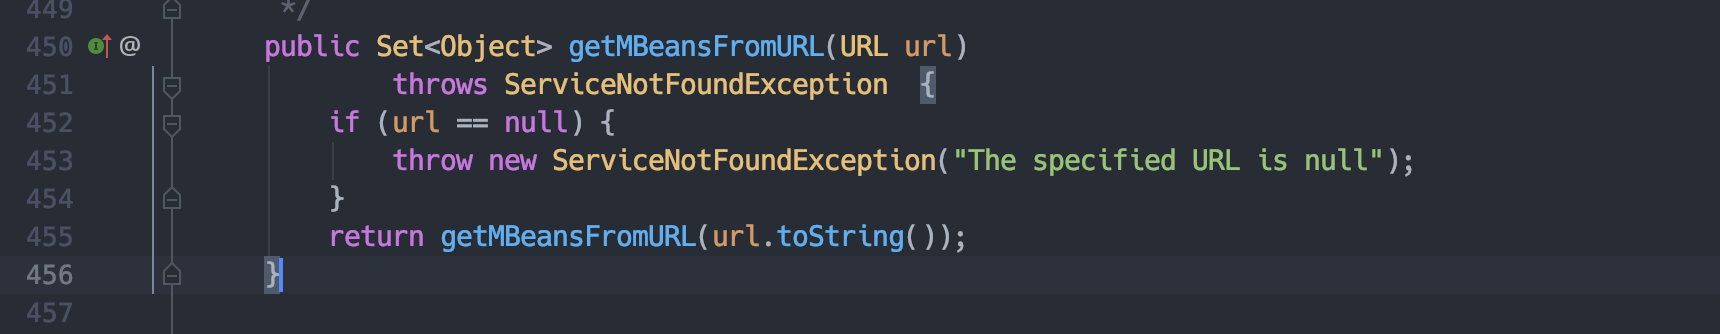 449 */
450 @ public Set<Object> getMBeansFromURL(URL url)
451 throws ServiceNotFoundException  {
452 if (url == null) {
453 throw new ServiceNotFoundException("The specified URL is null");
454 }
455 return getMBeansFromURL(url.toString());
456 }
457